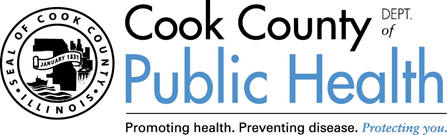 SEAL OF COOK COUNTY
ILLINOIS
JANUARY 1831
Cook County DEPT. of
Public Health
Promoting health. Preventing disease. Protecting you.